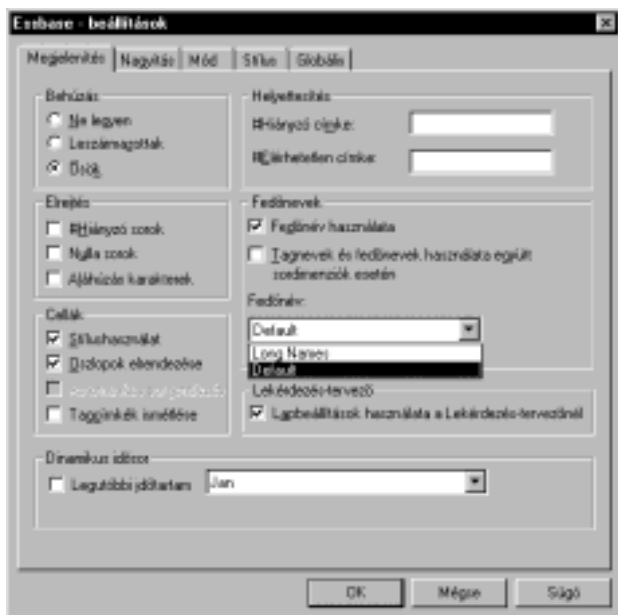 Essbase - beállítások
Megjelenítés
Nagyítás
Mód
Stílus
Globális
Behúzás
Ne legyen
Leszármazottak
Ősök
Helyettesítés
#Hiányzó címke:
#Elérhetetlen címke:
Elrejtés
#Hiányzó sorok
Nulla sorok
Aláhúzás karakterek
Fedőnevek
Fedőnév használata
Tagnevek és fedőnevek használata együtt
sordimenziók esetén
Fedőnév:
Default
Long Names
Default
Cellák
Stílushasználat
Oszlopok elrendezése
Tagcímkék ismétlése
Lekérdezés-tervező
Lapbeállítások használata a Lekérdezés-tervezőnél
Dinamikus idősor
Legutóbbi időtartam
Jan
OK
Mégse
Súgó